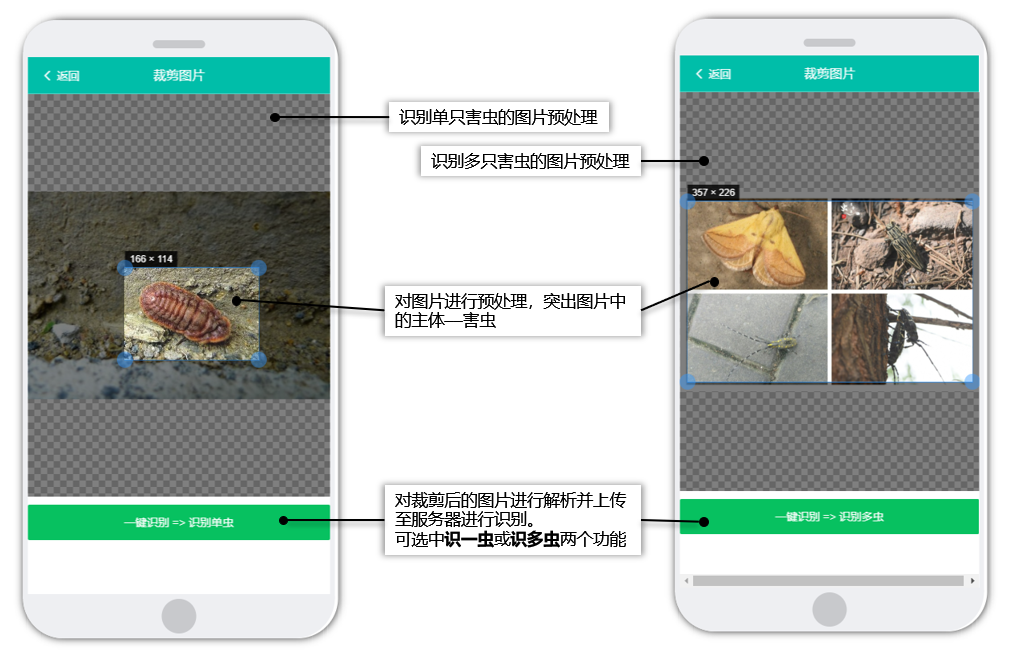 返回
裁剪图片
166 × 114
一键识别 => 识别单虫
识别单只害虫的图片预处理
识别多只害虫的图片预处理
对图片进行预处理，突出图片中
的主体—害虫
对裁剪后的图片进行解析并上传
至服务器进行识别。
可选中识一虫或识多虫两个功能
返回
裁剪图片
357 × 226
一键识别 => 识别多虫